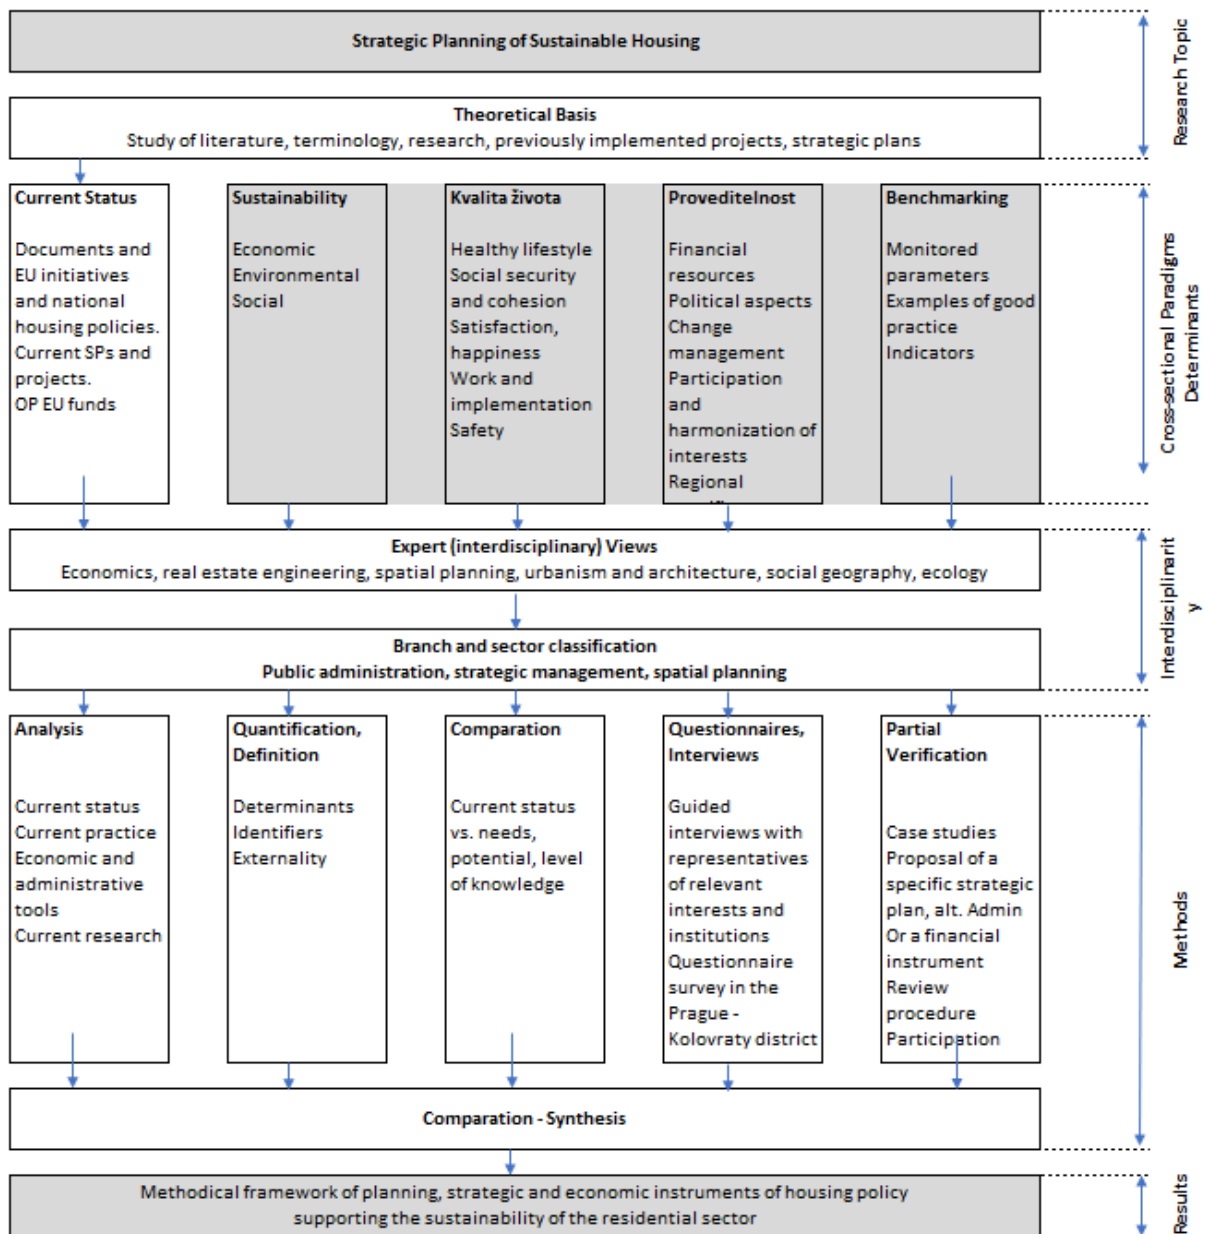 Strategic Planning of Sustainable Housing
Theoretical Basis
Study of literature, terminology, research, previously implemented projects, strategic plans
Research Topic
Current Status
Documents and
EU initiatives
and national
housing policies.
Current SPs and
projects.
OP EU funds
Sustainability
Economic
Environmental
Social
Kvalita života
Healthy lifestyle
Social security
and cohesion
Satisfaction,
happiness
Work and
implementation
Safety
Proveditelnost
Financial
resources
Political aspects
Change
management
Participation
and
harmonization of
interests
Regional
Benchmarking
Monitored
parameters
Examples of good
practice
Indicators
Cross-sectional Paradigms
Determinants
Expert (interdisciplinary) Views
Economics, real estate engineering, spatial planning, urbanism and architecture, social geography, ecology
Branch and sector classification
Public administration, strategic management, spatial planning
Interdisciplinarit
y
Analysis
Current status
Current practice
Economic and
administrative
tools
Current research
Quantification,
Definition
Determinants
Identifiers
Externality
Comparation
Current status
vs. needs,
potential, level
of knowledge
Questionnaires,
Interviews
Guided
interviews with
representatives
of relevant
interests and
institutions
Questionnaire
survey in the
Prague -
Kolovraty district
Partial
Verification
Case studies
Proposal of a
specific strategic
plan, alt. Admin
Or a financial
instrument
Review
procedure
Participation
Methods
Comparation - Synthesis
Methodical framework of planning, strategic and economic instruments of housing policy
supporting the sustainability of the residential sector
Results